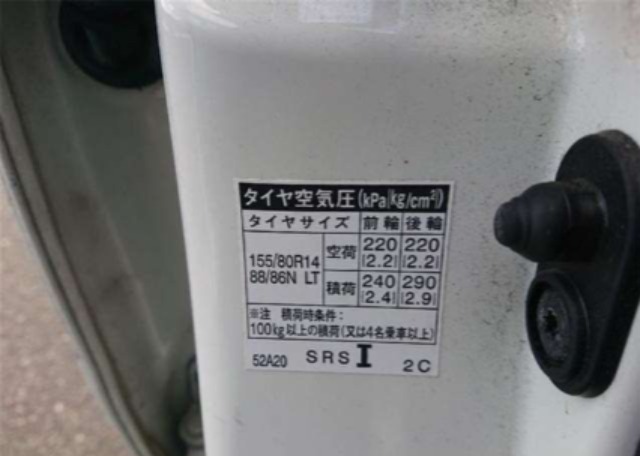 タイヤ空気圧(kPa|kg/cm²)
タイヤサイズ 前輪 後輪
155/80R14 88/86N LT 空荷 220 |2.2| 220 |2.2|
積荷 240 |2.4| 290 |2.9|
※注 積荷時条件:
100kg以上の積荷(又は4名乗車以上)
52A20 SRS I 2C